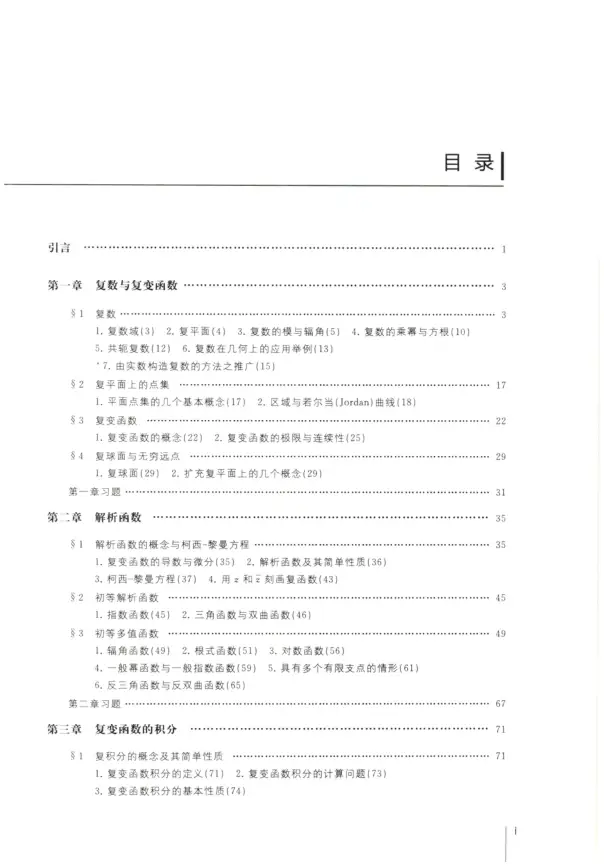 目 录
引言 …… 1
第一章 复数与复变函数 …… 3
§1 复数 …… 3
1. 复数域(3) 2. 复平面(4) 3. 复数的模与辐角(5) 4. 复数的乘幂与方根(10)
5. 共轭复数(12) 6. 复数在几何上的应用举例(13)
*7. 由实数构造复数的方法之推广(15)
§2 复平面上的点集 …… 17
1. 平面点集的几个基本概念(17) 2. 区域与若尔当(Jordan)曲线(18)
§3 复变函数 …… 22
1. 复变函数的概念(22) 2. 复变函数的极限与连续性(25)
§4 复球面与无穷远点 …… 29
1. 复球面(29) 2. 扩充复平面上的几个概念(29)
第一章习题 …… 31
第二章 解析函数 …… 35
§1 解析函数的概念与柯西-黎曼方程 …… 35
1. 复变函数的导数与微分(35) 2. 解析函数及其简单性质(36)
3. 柯西-黎曼方程(37) 4. 用 z 和 z̄ 刻画复函数(43)
§2 初等解析函数 …… 45
1. 指数函数(45) 2. 三角函数与双曲函数(46)
§3 初等多值函数 …… 49
1. 辐角函数(49) 2. 根式函数(51) 3. 对数函数(56)
4. 一般幂函数与一般指数函数(59) 5. 具有多个有限支点的情形(61)
6. 反三角函数与反双曲函数(65)
第二章习题 …… 67
第三章 复变函数的积分 …… 71
§1 复积分的概念及其简单性质 …… 71
1. 复变函数积分的定义(71) 2. 复变函数积分的计算问题(73)
3. 复变函数积分的基本性质(74)
i